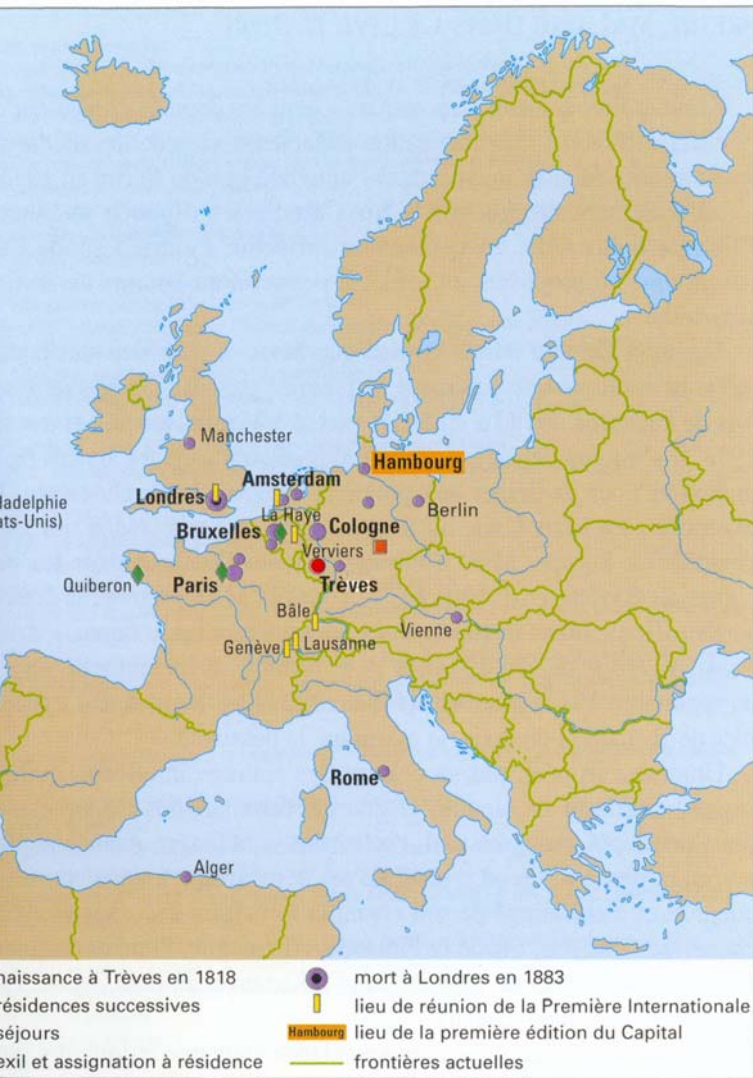 Manchester
Hambourg
Amsterdam
Londres
adelphie
ats-Unis)
Berlin
La Haye
Bruxelles
Cologne
Verviers
Quiberon
Paris
Trèves
Bâle
Vienne
Genève
Lausanne
Rome
Alger
naissance à Trèves en 1818
mort à Londres en 1883
résidences successives
lieu de réunion de la Première Internationale
séjours
Hambourg lieu de la première édition du Capital
exil et assignation à résidence
frontières actuelles